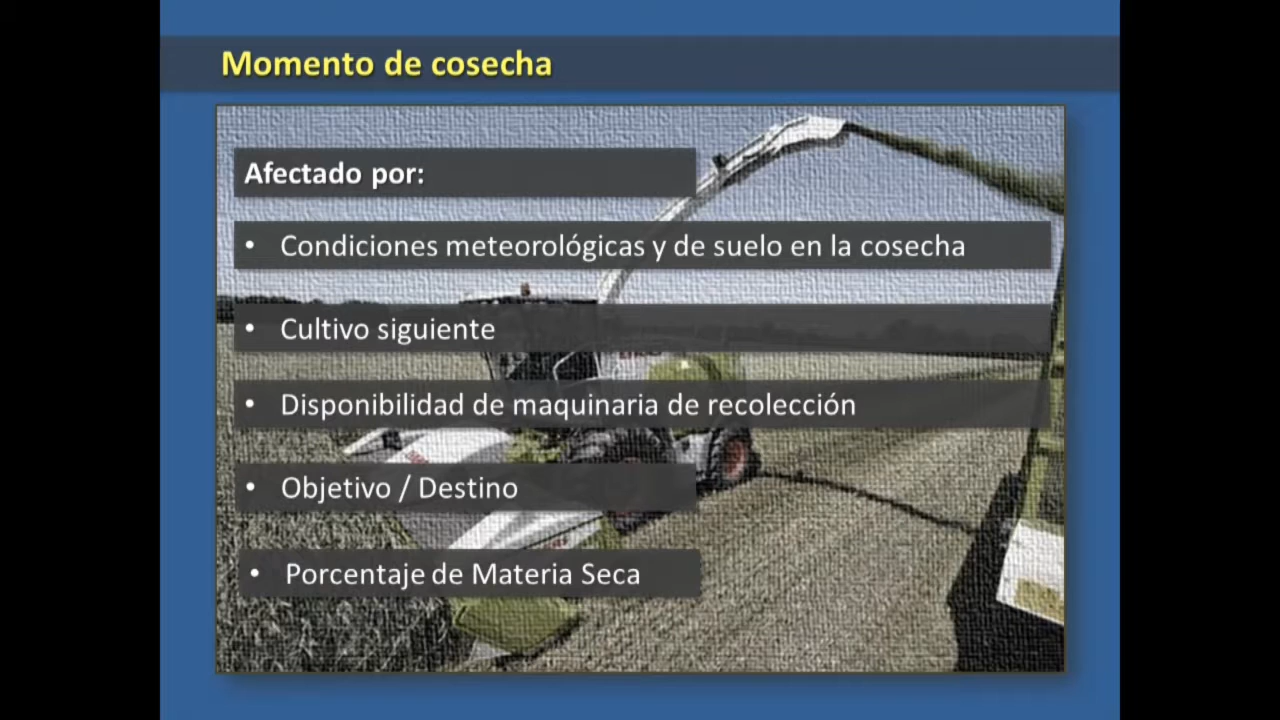 Momento de cosecha
Afectado por:
• Condiciones meteorológicas y de suelo en la cosecha
• Cultivo siguiente
• Disponibilidad de maquinaria de recolección
• Objetivo / Destino
• Porcentaje de Materia Seca